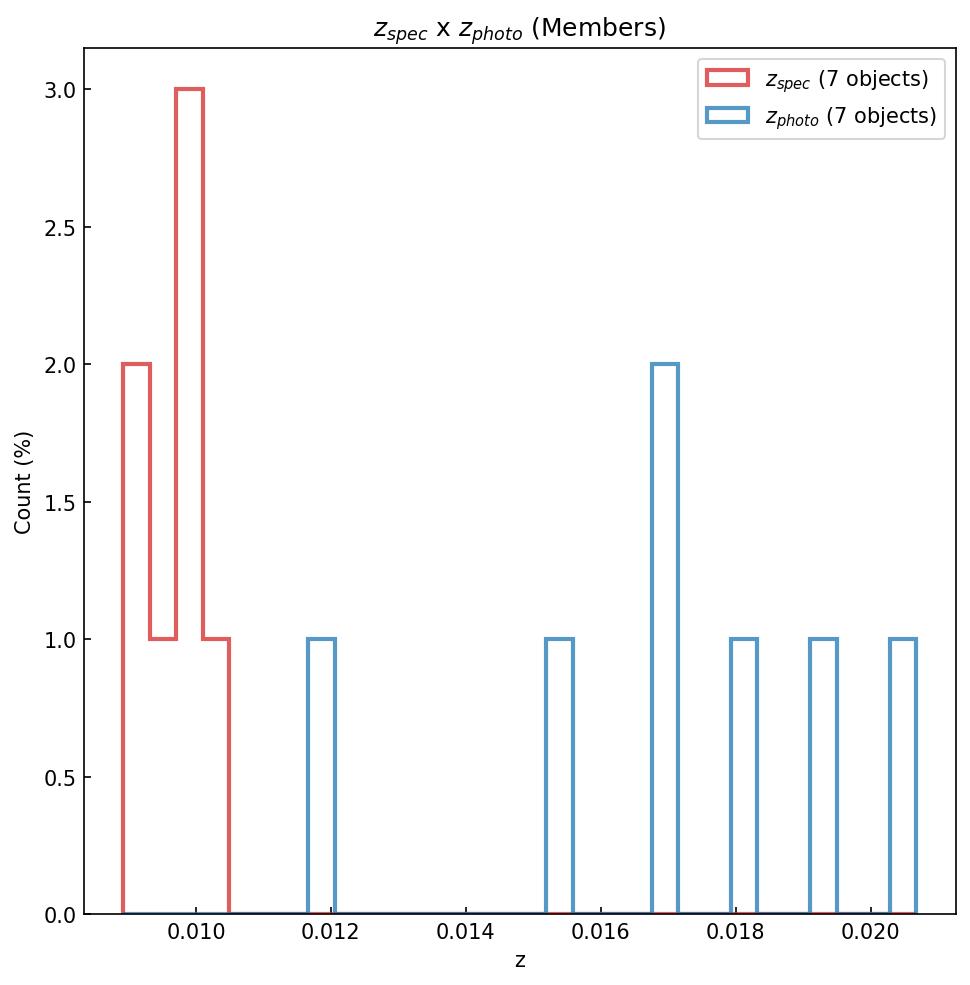 z_spec x z_photo (Members)
z_spec (7 objects)
z_photo (7 objects)
3.0
2.5
2.0
1.5
1.0
0.5
0.0
Count (%)
0.010 0.012 0.014 0.016 0.018 0.020
z